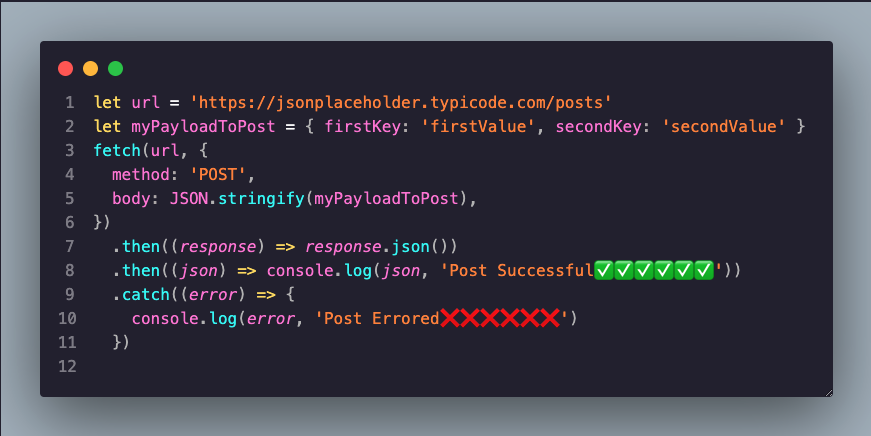 1 let url = 'https://jsonplaceholder.typicode.com/posts'
2 let myPayloadToPost = { firstKey: 'firstValue', secondKey: 'secondValue' }
3 fetch(url, {
4   method: 'POST',
5   body: JSON.stringify(myPayloadToPost),
6 })
7   .then((response) => response.json())
8   .then((json) => console.log(json, 'Post Successful✅✅✅✅✅✅'))
9   .catch((error) => {
10     console.log(error, 'Post Errored❌❌❌❌❌❌')
11   })
12